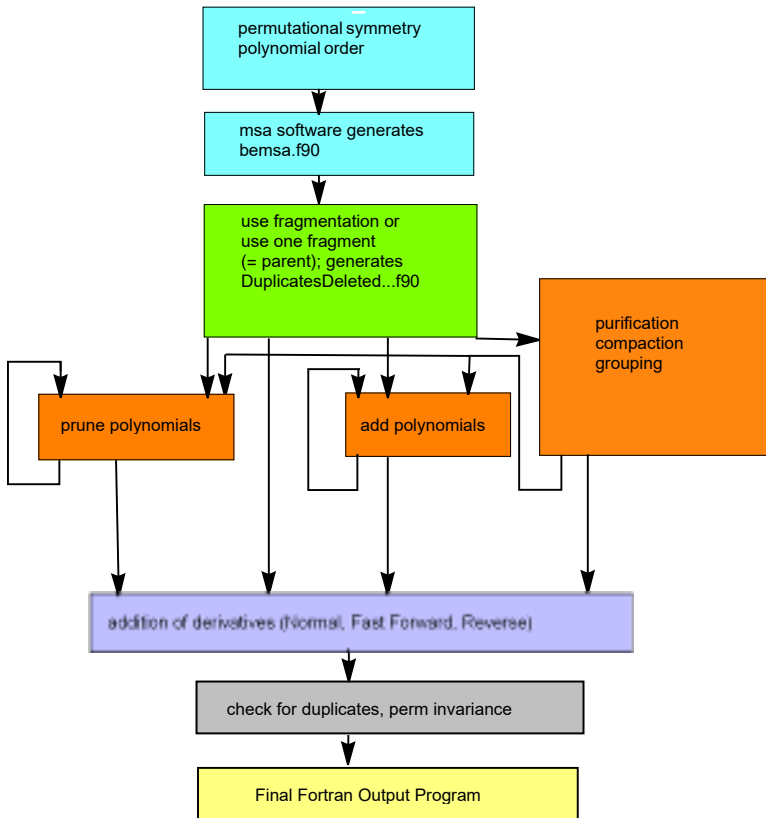 permutational symmetry
polynomial order
msa software generates
bemsa.f90
use fragmentation or
use one fragment
(= parent); generates
DuplicatesDeleted...f90
purification
compaction
grouping
prune polynomials
add polynomials
addition of derivatives (Normal, Fast Forward, Reverse)
check for duplicates, perm invariance
Final Fortran Output Program